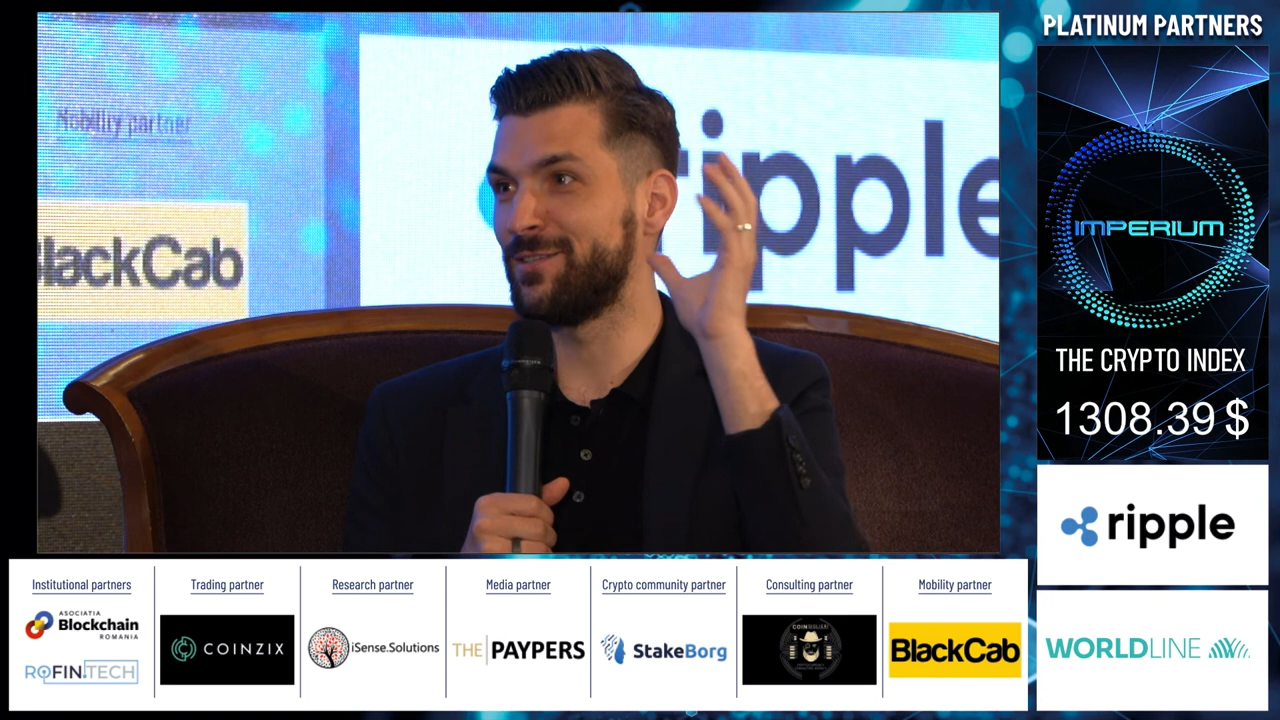 PLATINUM PARTNERS
Mobility partner
BlackCab
ripple
IMPERIUM
THE CRYPTO INDEX
1308.39 $
ripple
WORLDLINE
Institutional partners
ASOCIATIA
Blockchain
ROMANIA
ROFIN.TECH
Trading partner
COINZIX
Research partner
iSense.Solutions
Media partner
THE PAYPERS
Crypto community partner
StakeBorg
Consulting partner
Mobility partner
BlackCab